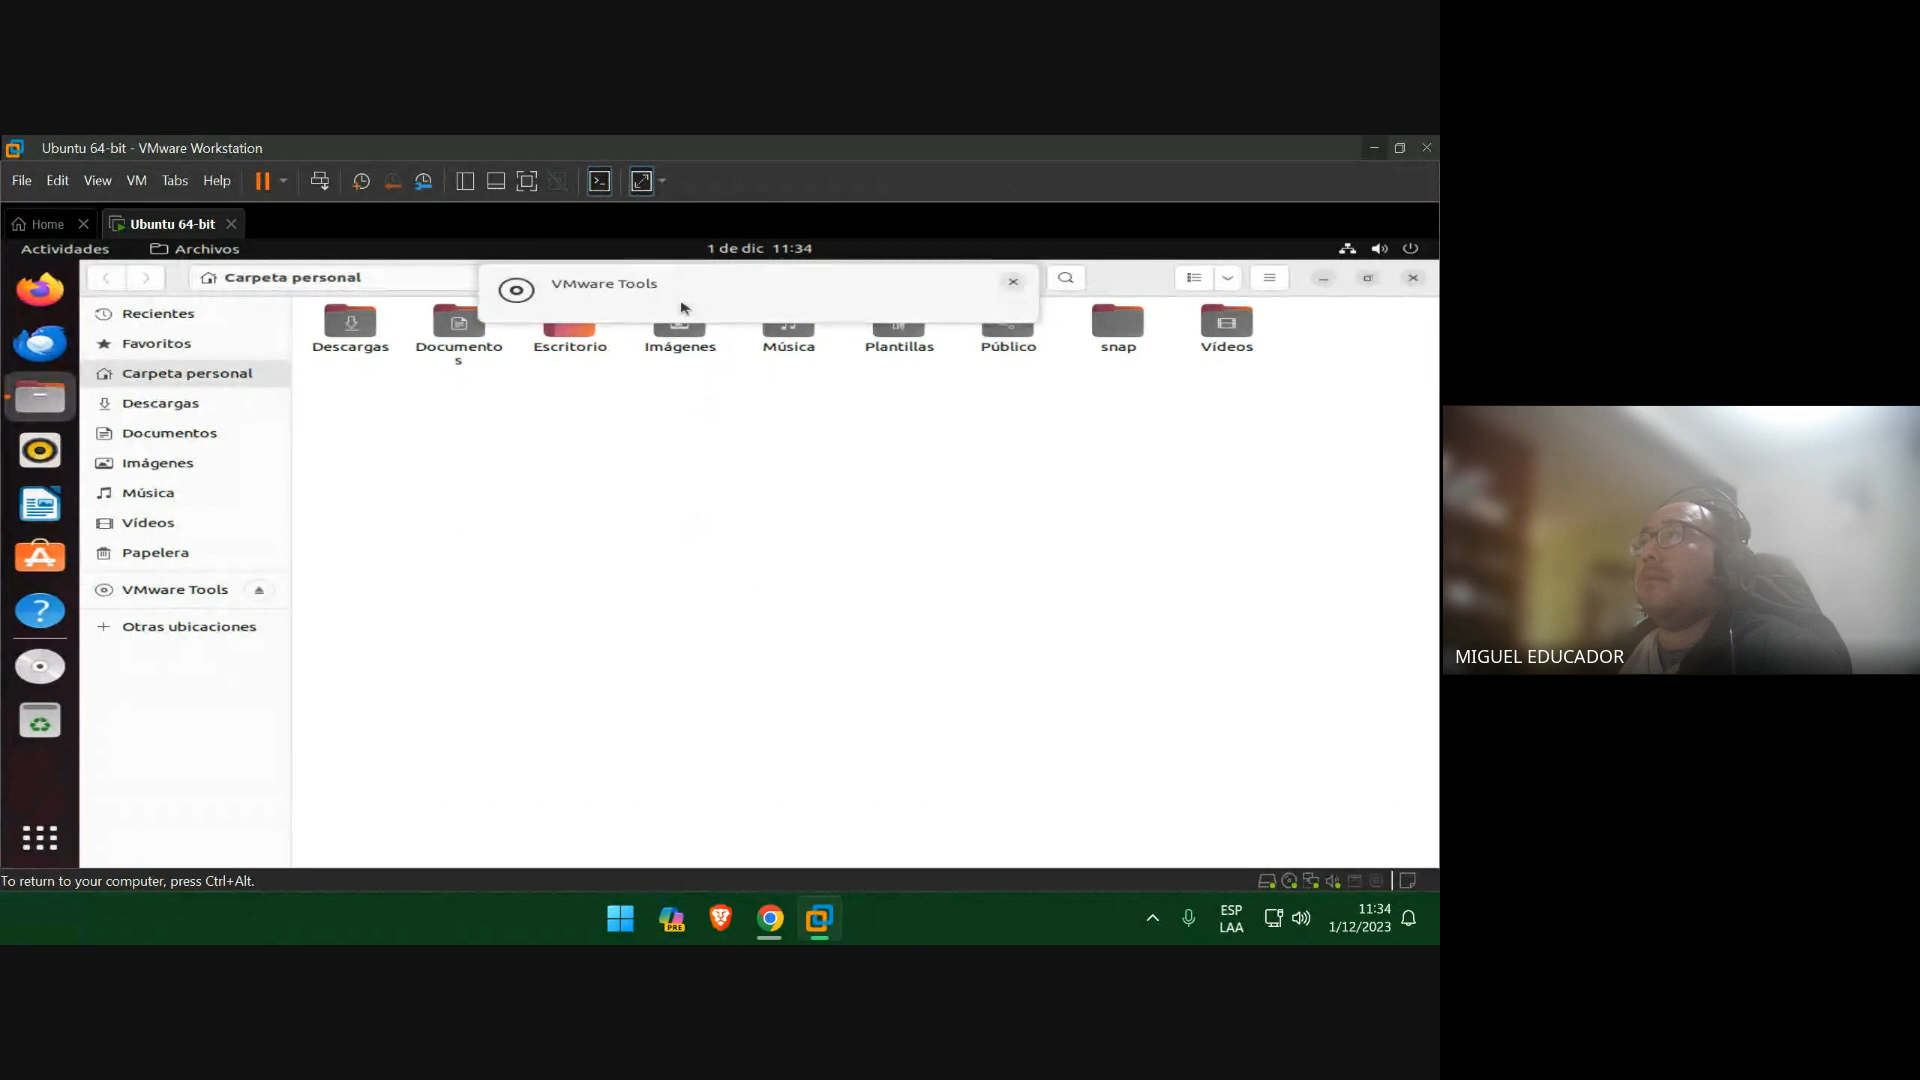 Ubuntu 64-bit - VMware Workstation
File Edit View VM Tabs Help
Home
Ubuntu 64-bit
Actividades Archivos 1 de dic 11:34
Carpeta personal
VMware Tools
Recientes
Favoritos
Carpeta personal
Descargas
Documentos
Imágenes
Música
Vídeos
Papelera
VMware Tools
Otras ubicaciones
Descargas Documento Escritorio Imágenes Música Plantillas Público snap Vídeos
s
To return to your computer, press Ctrl+Alt.
PRE
ESP
LAA
11:34
1/12/2023
MIGUEL EDUCADOR